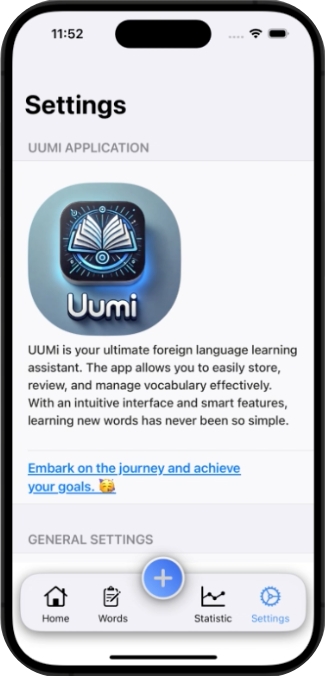 11:52
Settings
UUMI APPLICATION
Uumi
UUMi is your ultimate foreign language learning
assistant. The app allows you to easily store,
review, and manage vocabulary effectively.
With an intuitive interface and smart features,
learning new words has never been so simple.
Embark on the journey and achieve
your goals. 🥳
GENERAL SETTINGS
Home Words Statistic Settings